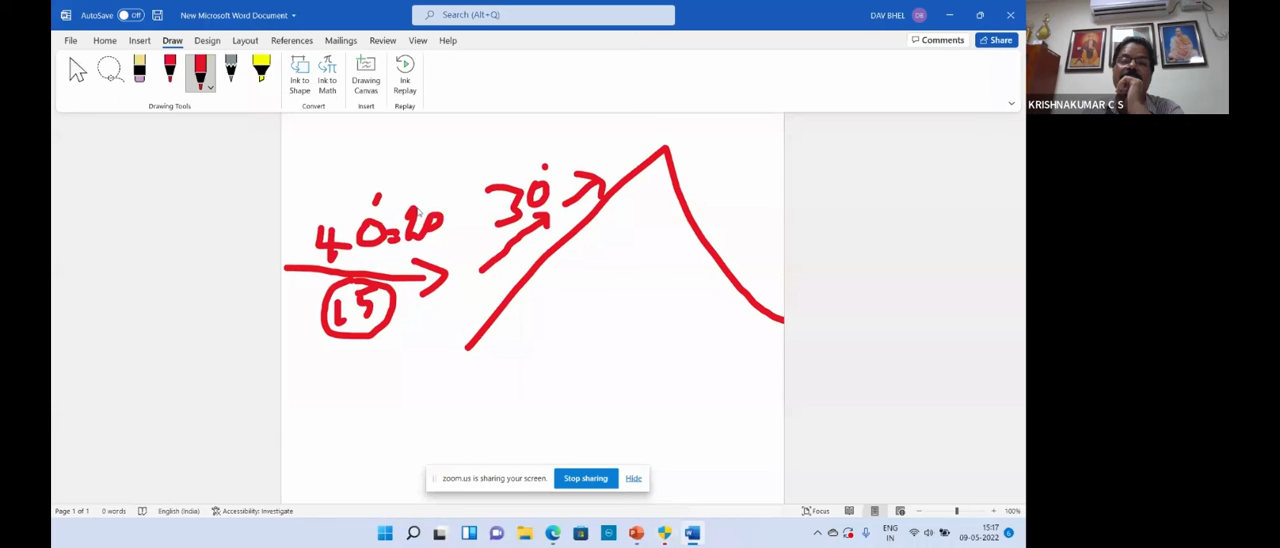 AutoSave Off New Microsoft Word Document Search (Alt+Q) DAV BHEL DB
File Home Insert Draw Design Layout References Mailings Review View Help Comments Share
Ink to Shape Ink to Math Drawing Canvas Ink Replay
Drawing Tools Convert Insert Replay
KRISHNAKUMAR C S
30
40=20
15
zoom.us is sharing your screen. Stop sharing Hide
Page 1 of 1 0 words English (India) Accessibility: Investigate Focus 100%
ENG IN 15:17 09-05-2022 6